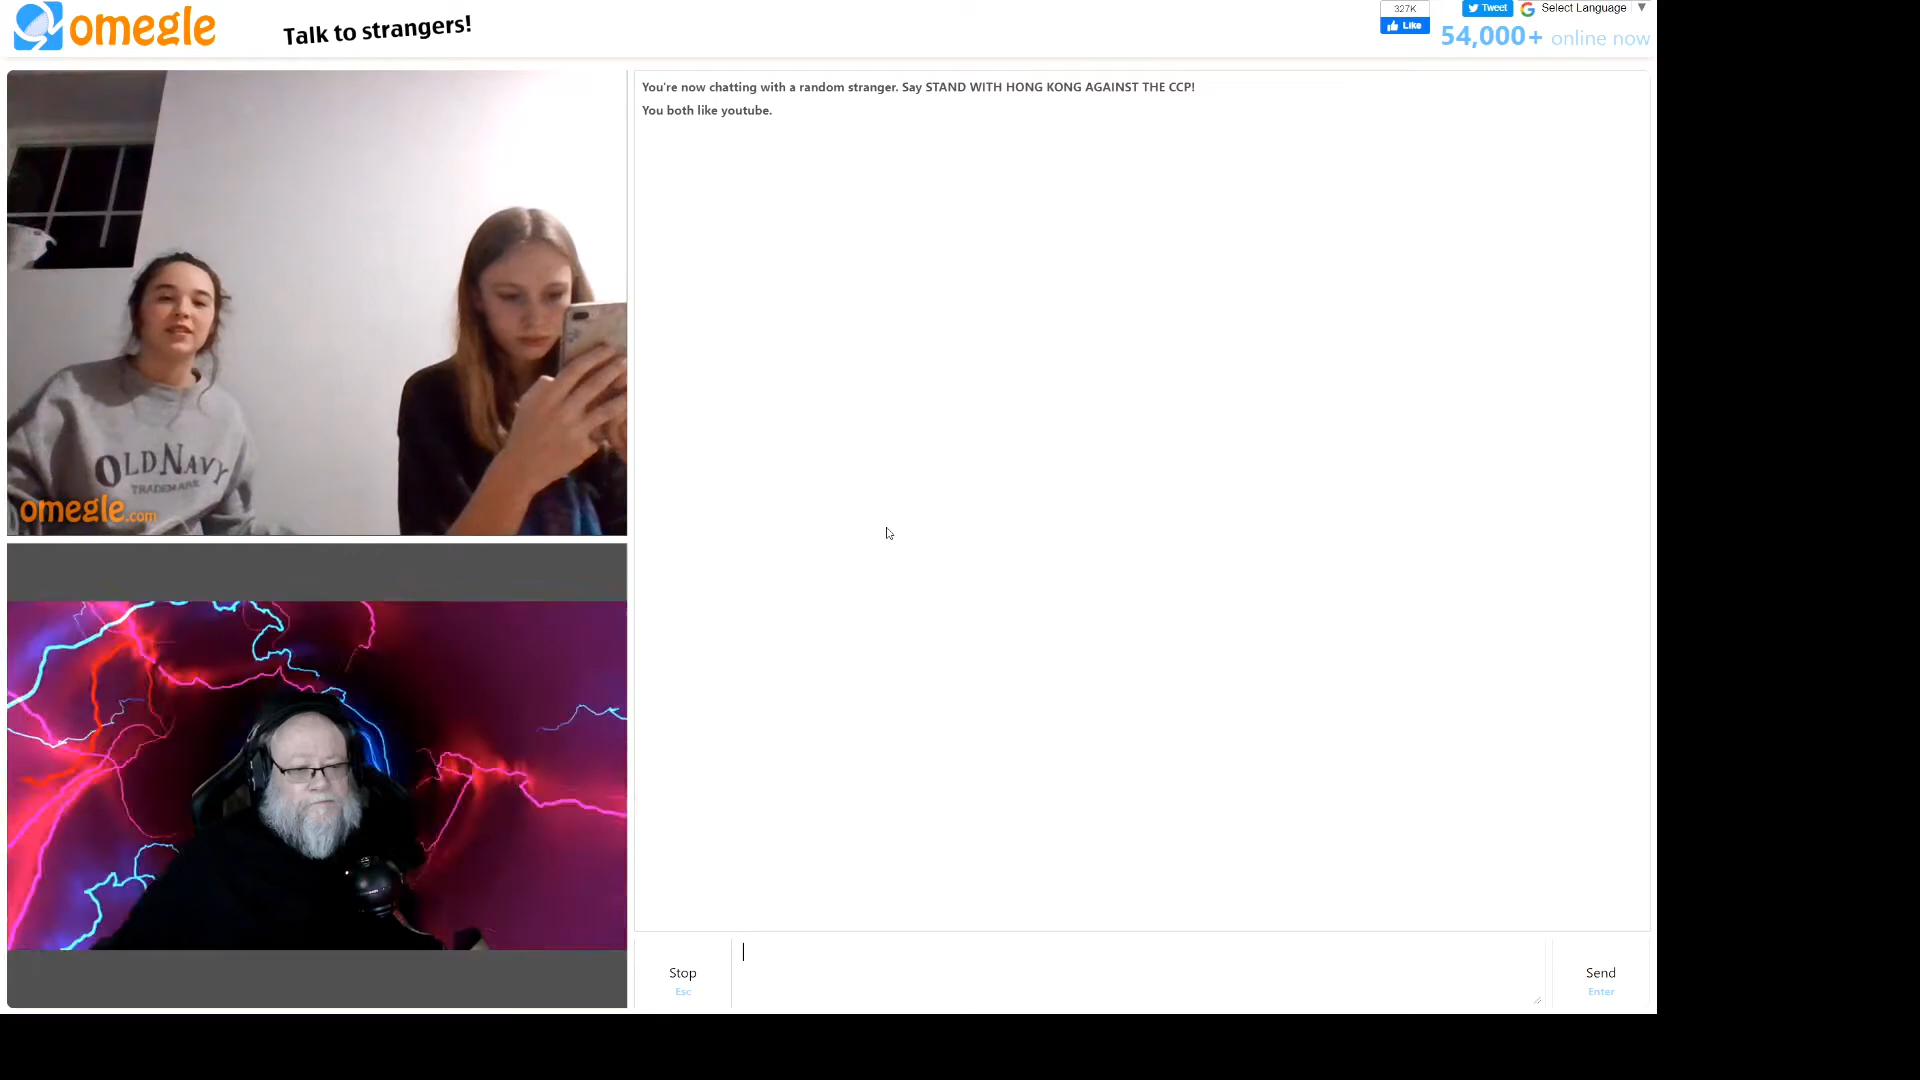 omegle
Talk to strangers!
327K
Like
Tweet
G Select Language ▼
54,000+ online now
You're now chatting with a random stranger. Say STAND WITH HONG KONG AGAINST THE CCP!
You both like youtube.
OLD NAVY
TRADEMARK
omegle.com
Stop
Esc
Send
Enter